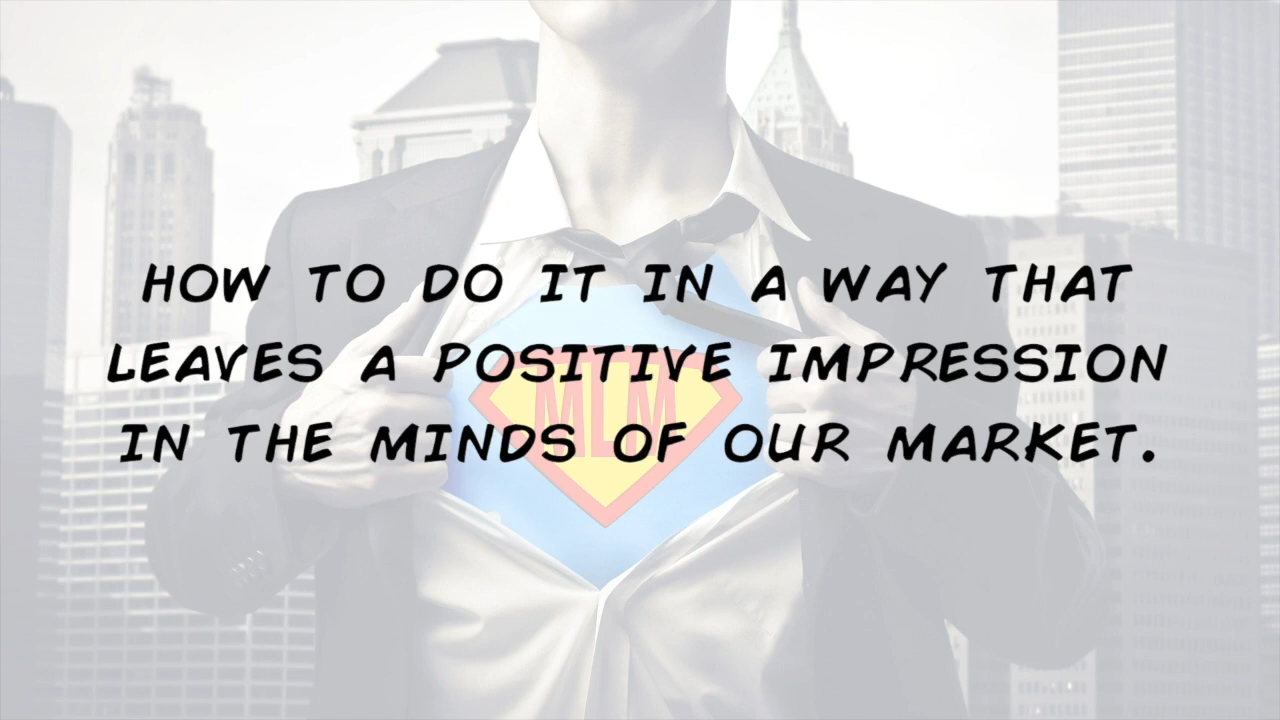 HOW TO DO IT IN A WAY THAT
LEAVES A POSITIVE IMPRESSION
MLM
IN THE MINDS OF OUR MARKET.